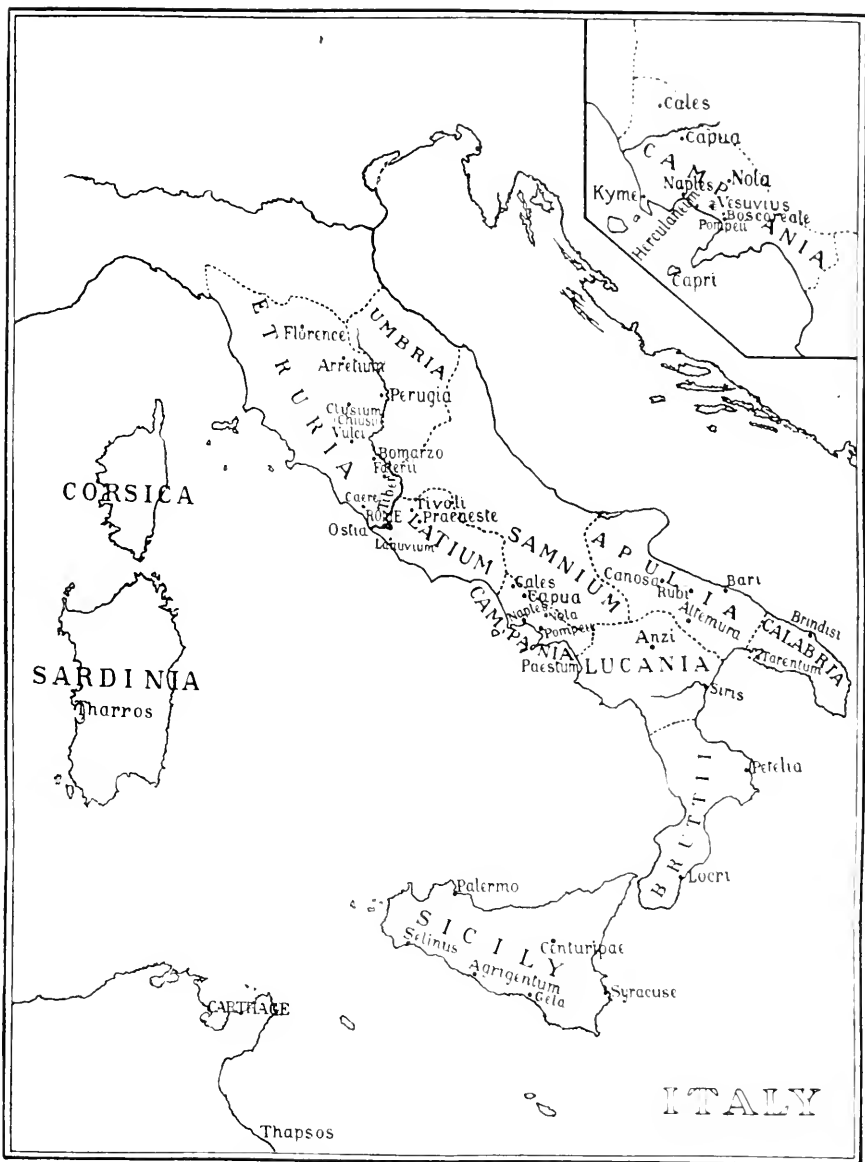 Cales
Capua
CAMPANIA
Nola
Naples
Vesuvius
Kyme
Boscoreale
Pompeii
Herculaneum
Capri
ETRURIA
UMBRIA
Florence
Arretium
Perugia
Clusium
(Chiusi)
Vulci
Bomarzo
Falerii
Tiber
CORSICA
Caere
Tivoli
ROME
Praeneste
Ostia
LATIUM
Lanuvium
SAMNIUM
APULIA
Canosa
Rubi
Bari
Cales
Capua
Altemura
Naples
Nola
CAMPANIA
Pompeii
Brindisi
Anzi
CALABRIA
Paestum
LUCANIA
Tarentum
SARDINIA
Siris
Tharros
Petelia
BRUTTII
Locri
Palermo
SICILY
Selinus
Centuripae
Agrigentum
Gela
Syracuse
CARTHAGE
Thapsos
ITALY